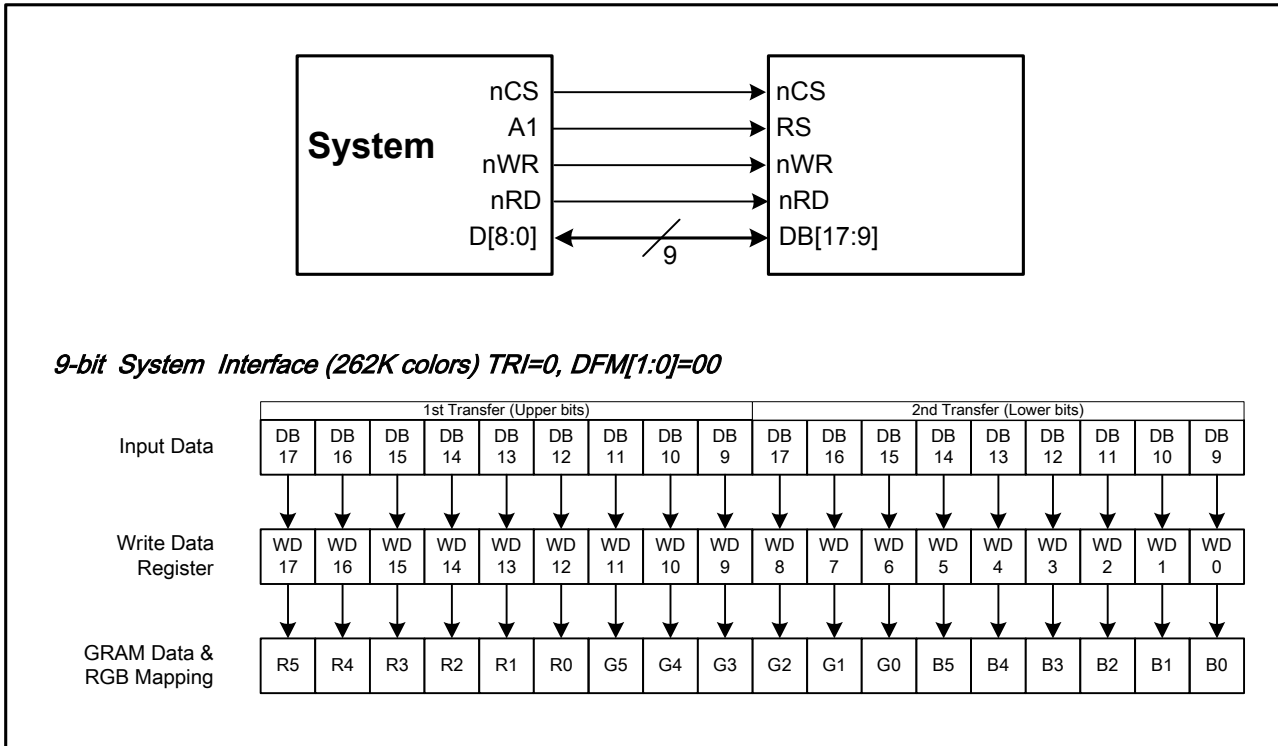 System
nCS nCS
A1 RS
nWR nWR
nRD nRD
D[8:0] DB[17:9]
9
9-bit System Interface (262K colors) TRI=0, DFM[1:0]=00
1st Transfer (Upper bits) 2nd Transfer (Lower bits)
Input Data DB 17 DB 16 DB 15 DB 14 DB 13 DB 12 DB 11 DB 10 DB 9 DB 17 DB 16 DB 15 DB 14 DB 13 DB 12 DB 11 DB 10 DB 9
Write Data Register WD 17 WD 16 WD 15 WD 14 WD 13 WD 12 WD 11 WD 10 WD 9 WD 8 WD 7 WD 6 WD 5 WD 4 WD 3 WD 2 WD 1 WD 0
GRAM Data & RGB Mapping R5 R4 R3 R2 R1 R0 G5 G4 G3 G2 G1 G0 B5 B4 B3 B2 B1 B0